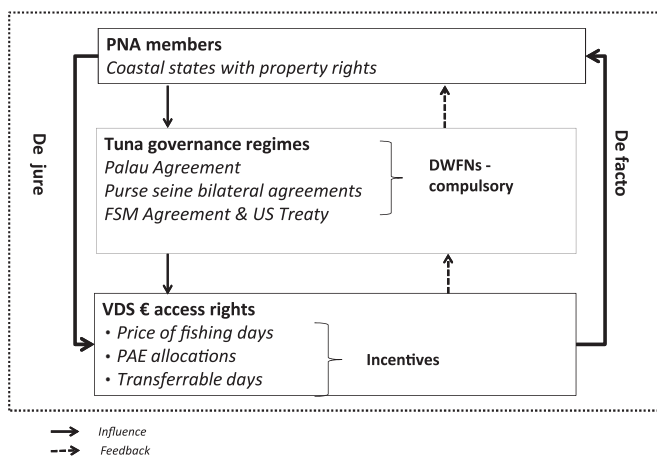 PNA members
Coastal states with property rights
De jure
De facto
Tuna governance regimes
Palau Agreement
Purse seine bilateral agreements
FSM Agreement & US Treaty
DWFNs -
compulsory
VDS € access rights
• Price of fishing days
• PAE allocations
• Transferrable days
Incentives
Influence
Feedback